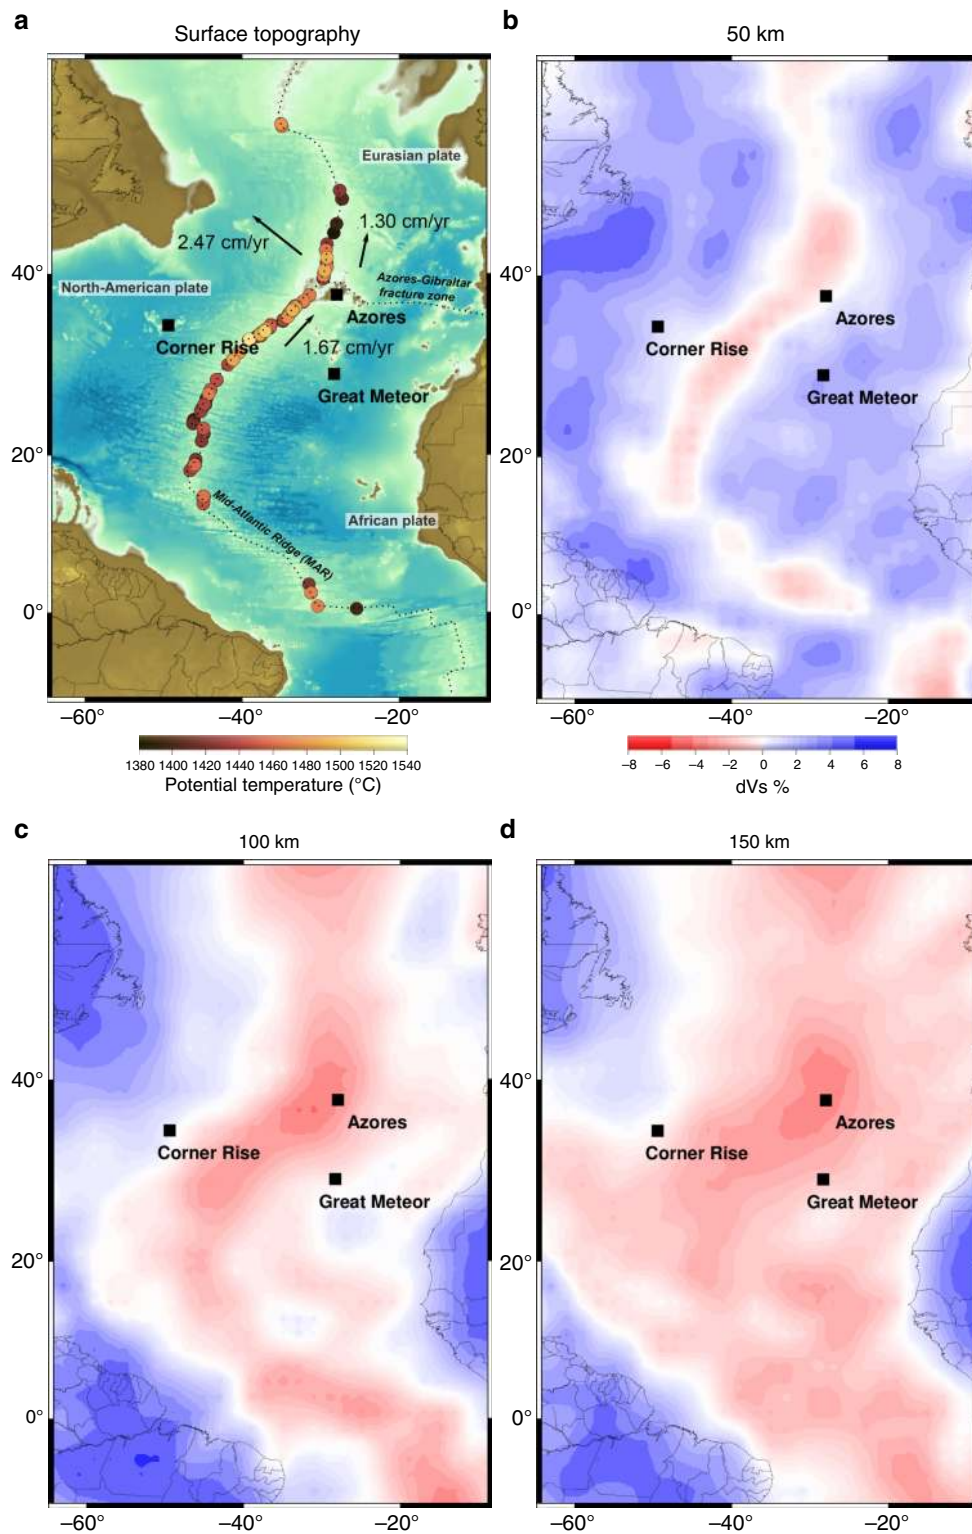 a
Surface topography
Eurasian plate
1.30 cm/yr
2.47 cm/yr
40°
North-American plate
Azores-Gibraltar
fracture zone
Azores
Corner Rise
1.67 cm/yr
Great Meteor
20°
Mid-Atlantic Ridge (MAR)
African plate
0°
−60°
−40°
−20°
1380 1400 1420 1440 1460 1480 1500 1520 1540
Potential temperature (°C)
b
50 km
40°
Azores
Corner Rise
Great Meteor
20°
0°
−60°
−40°
−20°
−8 −6 −4 −2 0 2 4 6 8
dVs %
c
100 km
40°
Azores
Corner Rise
Great Meteor
20°
0°
−60°
−40°
−20°
d
150 km
40°
Azores
Corner Rise
Great Meteor
20°
0°
−60°
−40°
−20°